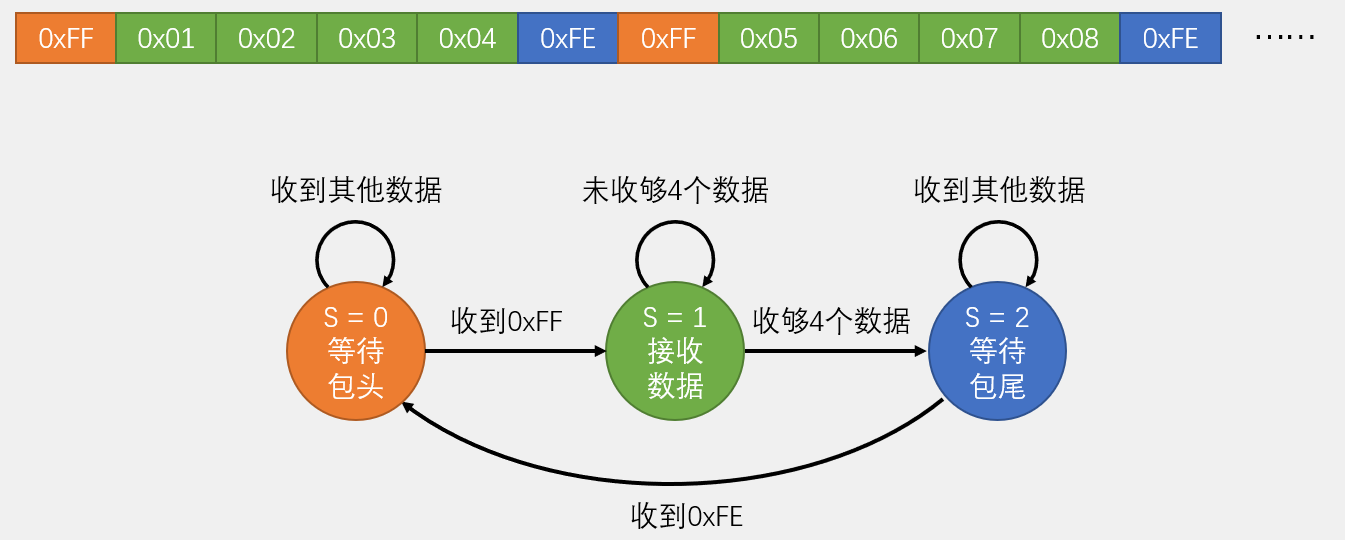 0xFF 0x01 0x02 0x03 0x04 0xFE 0xFF 0x05 0x06 0x07 0x08 0xFE ……
收到其他数据 未收够4个数据 收到其他数据
S = 0
等待
包头
收到0xFF
S = 1
接收
数据
收够4个数据
S = 2
等待
包尾
收到0xFE